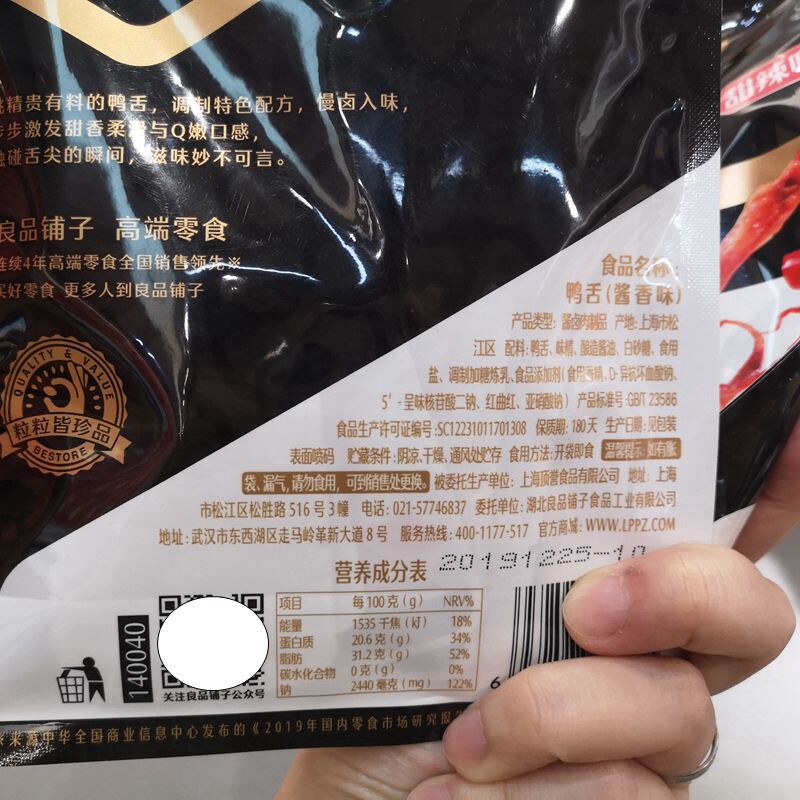 精贵有料的鸭舌，调制特色配方，慢卤入味，
步激发甜香柔滑与Q嫩口感，
触碰舌尖的瞬间，滋味妙不可言。
良品铺子 高端零食
连续4年高端零食全国销售领先※
买好零食 更多人到良品铺子
QUALITY & VALUE
粒粒皆珍品
BESTORE
食品名称：
鸭舌（酱香味）
产品类型：酱卤肉制品 产地：上海市松
江区 配料：鸭舌、味精、酿造酱油、白砂糖、食用
盐、调制加糖炼乳、食品添加剂（食用香精、D-异抗坏血酸钠、
5′-呈味核苷酸二钠、红曲红、亚硝酸钠） 产品标准号：GB/T 23586
食品生产许可证编号：SC12231011701308 保质期：180天 生产日期：见包装
表面喷码 贮藏条件：阴凉、干燥、通风处贮存 食用方法：开袋即食 温馨提示：如有胀
袋、漏气，请勿食用，可到销售处更换。 被委托生产单位：上海顶誉食品有限公司 地址：上海
市松江区松胜路516号3幢 电话：021-57746837 委托单位：湖北良品铺子食品工业有限公司
地址：武汉市东西湖区走马岭革新大道8号 服务热线：400-1177-517 官方商城：WWW.LPPZ.COM
营养成分表 20191225-10
项目 每100克（g） NRV%
能量 1535千焦（kJ） 18%
蛋白质 20.6克（g） 34%
脂肪 31.2克（g） 52%
碳水化合物 0克（g） 0%
钠 2440毫克（mg） 122%
140040
关注良品铺子公众号
6
※来源中华全国商业信息中心发布的《2019年国内零食市场研究报告